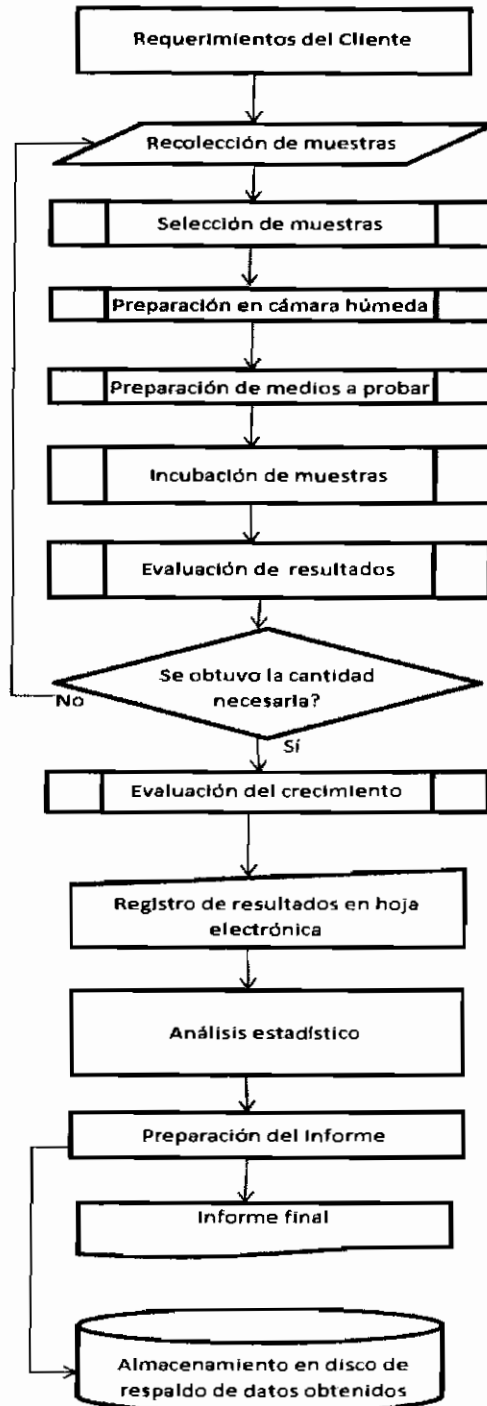 Requerimientos del Cliente
Recolección de muestras
Selección de muestras
Preparación en cámara húmeda
Preparación de medios a probar
Incubación de muestras
Evaluación de resultados
Se obtuvo la cantidad
necesaria?
No
Sí
Evaluación del crecimiento
Registro de resultados en hoja
electrónica
Análisis estadístico
Preparación del Informe
Informe final
Almacenamiento en disco de
respaldo de datos obtenidos